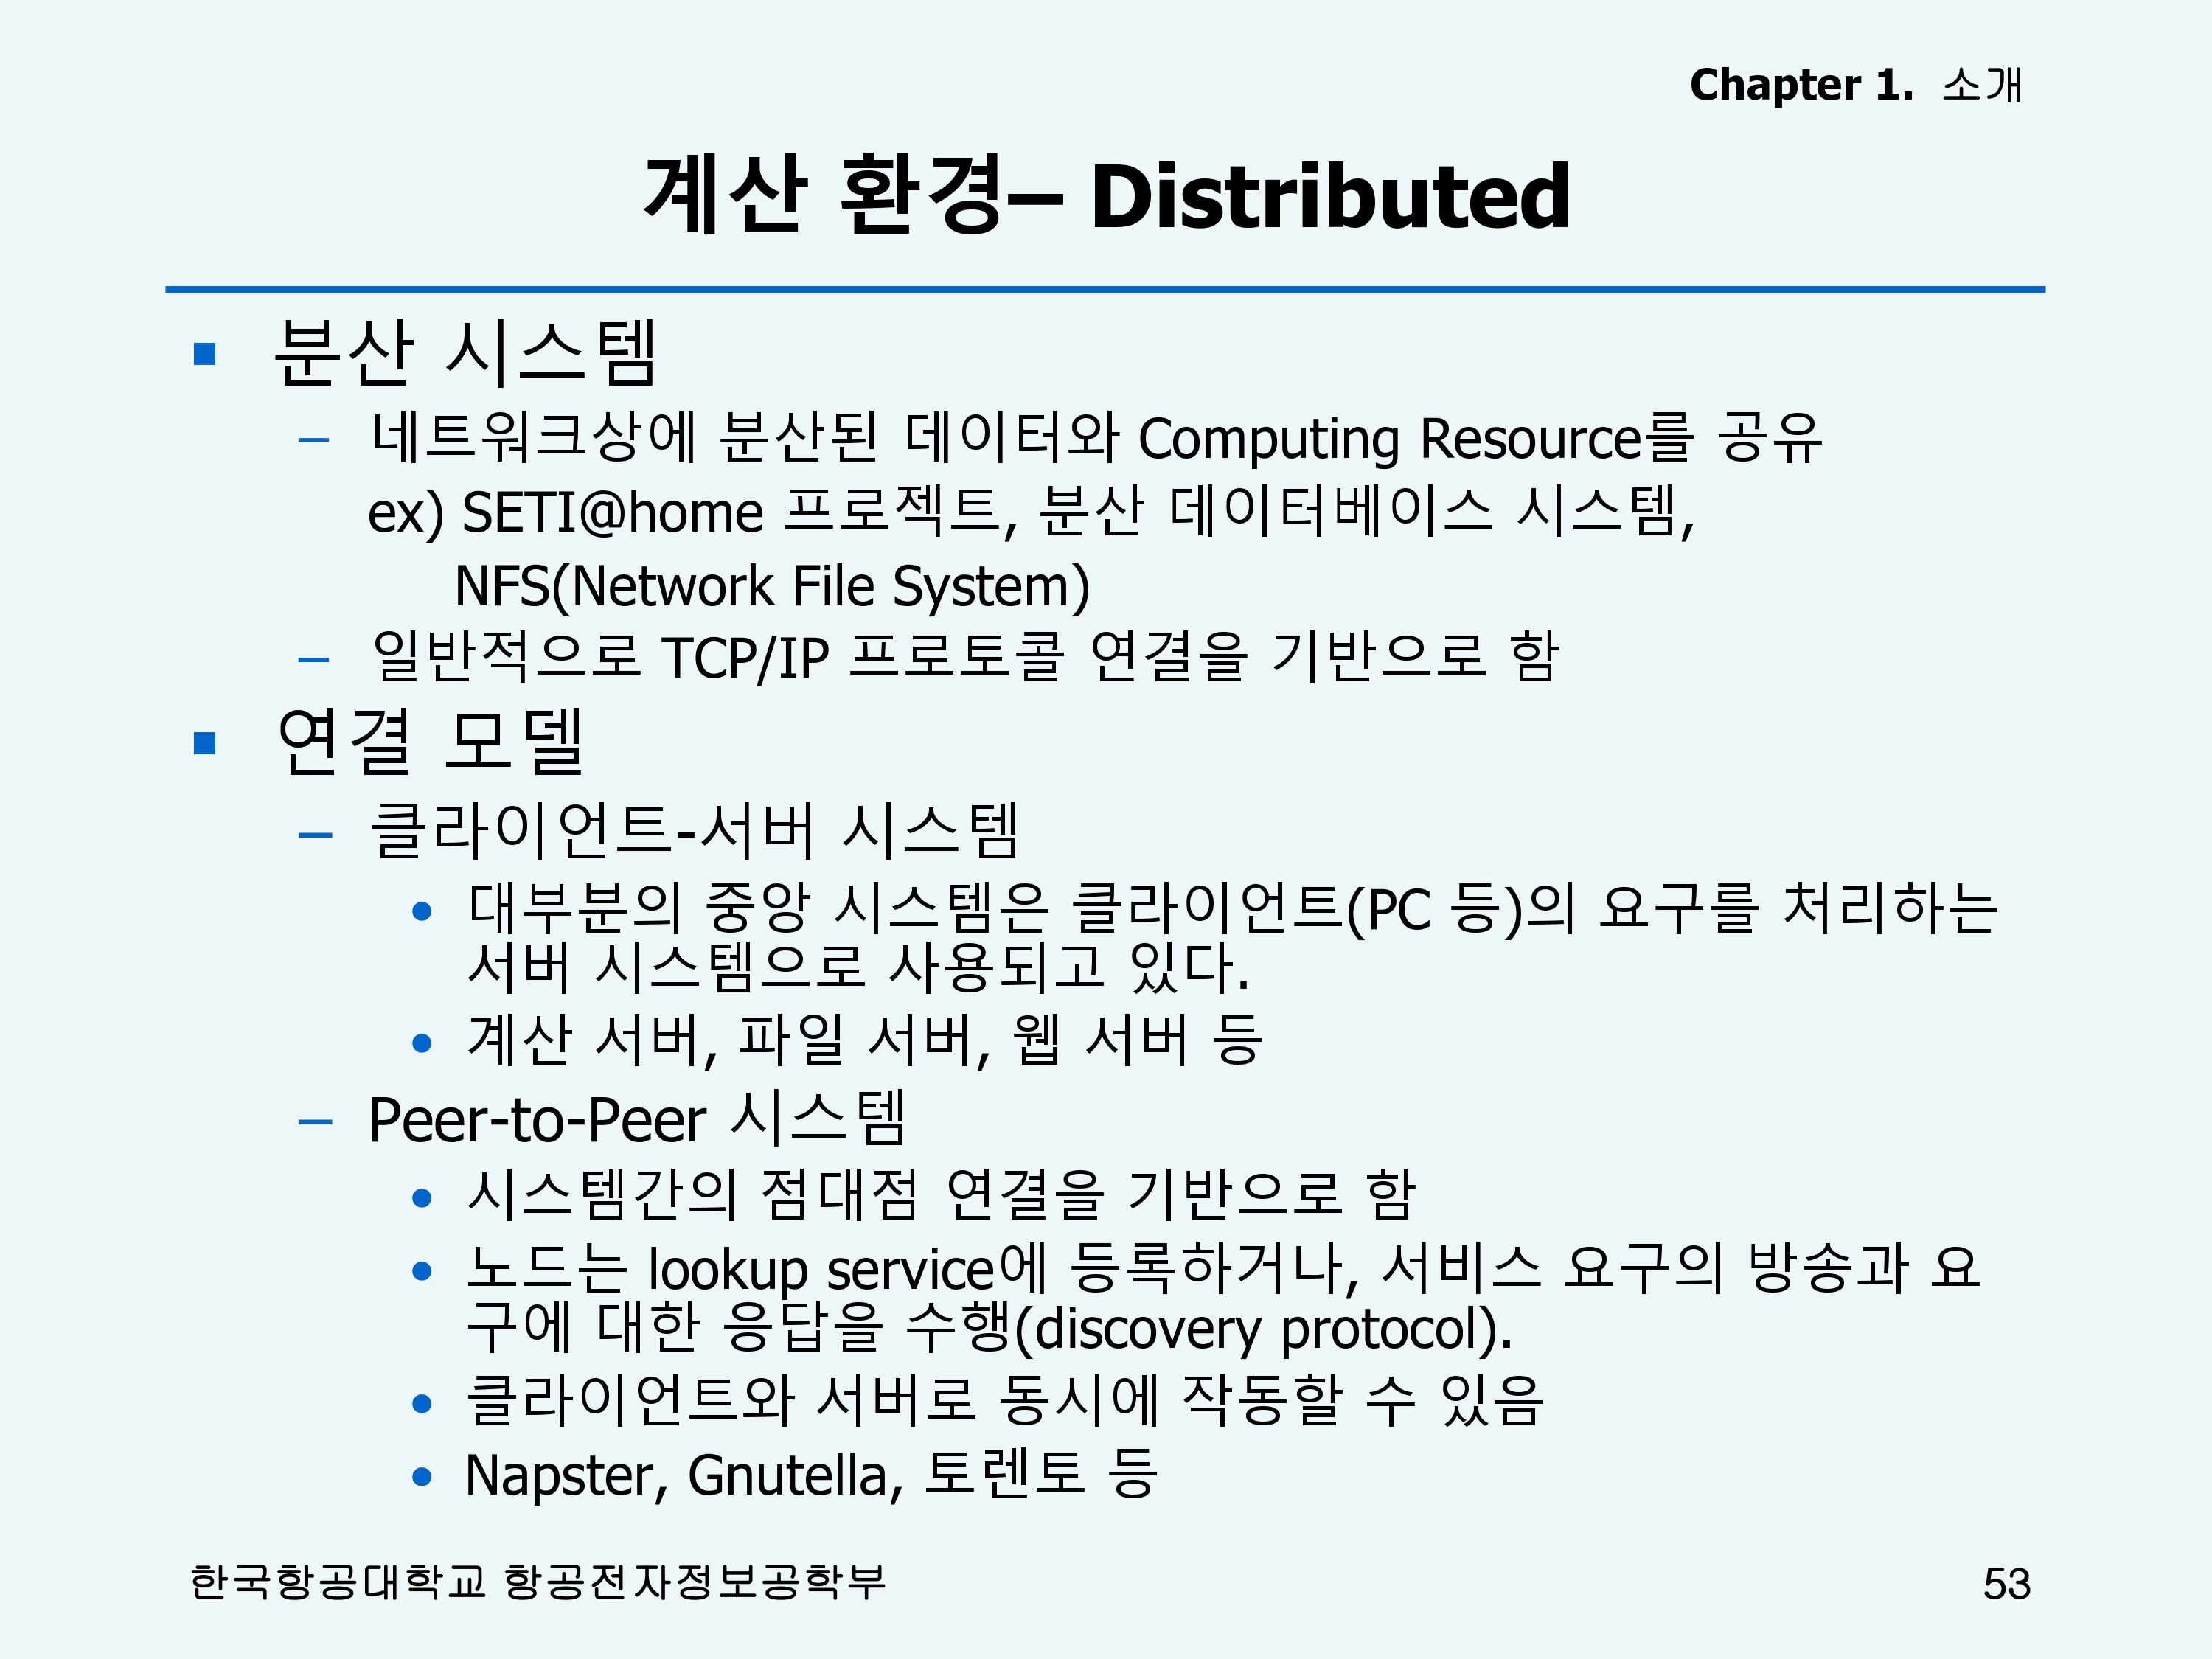 Chapter 1. 소개
계산 환경– Distributed
▪ 분산 시스템
– 네트워크상에 분산된 데이터와 Computing Resource를 공유
ex) SETI@home 프로젝트, 분산 데이터베이스 시스템,
NFS(Network File System)
– 일반적으로 TCP/IP 프로토콜 연결을 기반으로 함
▪ 연결 모델
– 클라이언트-서버 시스템
• 대부분의 중앙 시스템은 클라이언트(PC 등)의 요구를 처리하는
서버 시스템으로 사용되고 있다.
• 계산 서버, 파일 서버, 웹 서버 등
– Peer-to-Peer 시스템
• 시스템간의 점대점 연결을 기반으로 함
• 노드는 lookup service에 등록하거나, 서비스 요구의 방송과 요
구에 대한 응답을 수행(discovery protocol).
• 클라이언트와 서버로 동시에 작동할 수 있음
• Napster, Gnutella, 토렌토 등
한국항공대학교 항공전자정보공학부
53